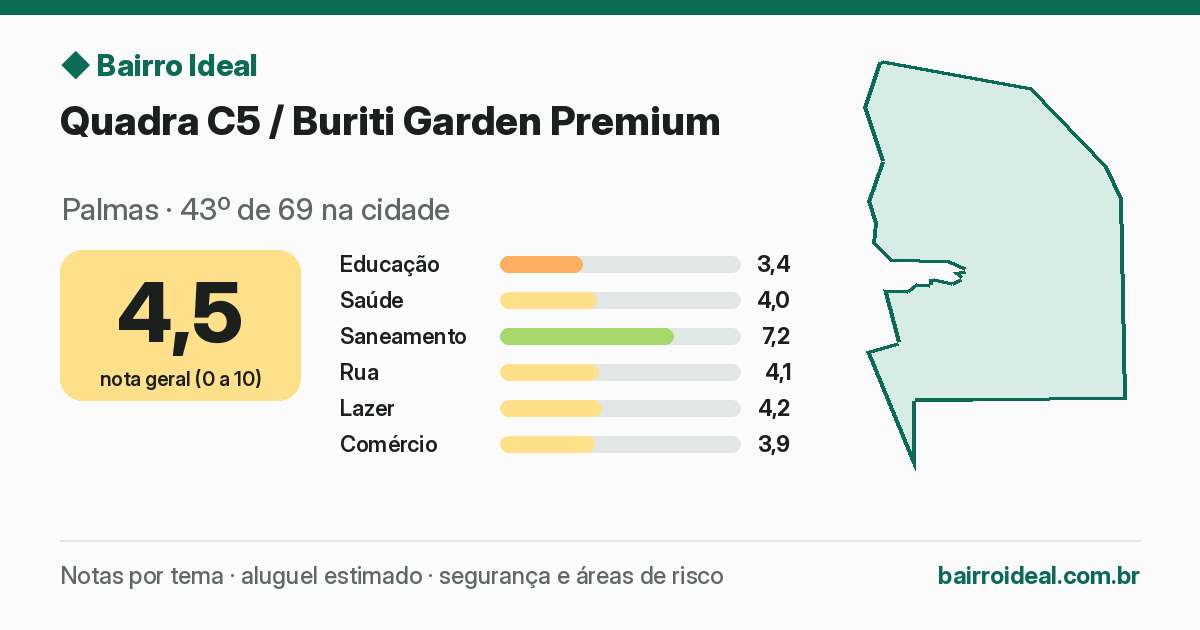 Bairro Ideal
Quadra C5 / Buriti Garden Premium
Palmas · 43º de 69 na cidade
4,5
nota geral (0 a 10)
Educação 3,4
Saúde 4,0
Saneamento 7,2
Rua 4,1
Lazer 4,2
Comércio 3,9
Notas por tema · aluguel estimado · segurança e áreas de risco
bairroideal.com.br